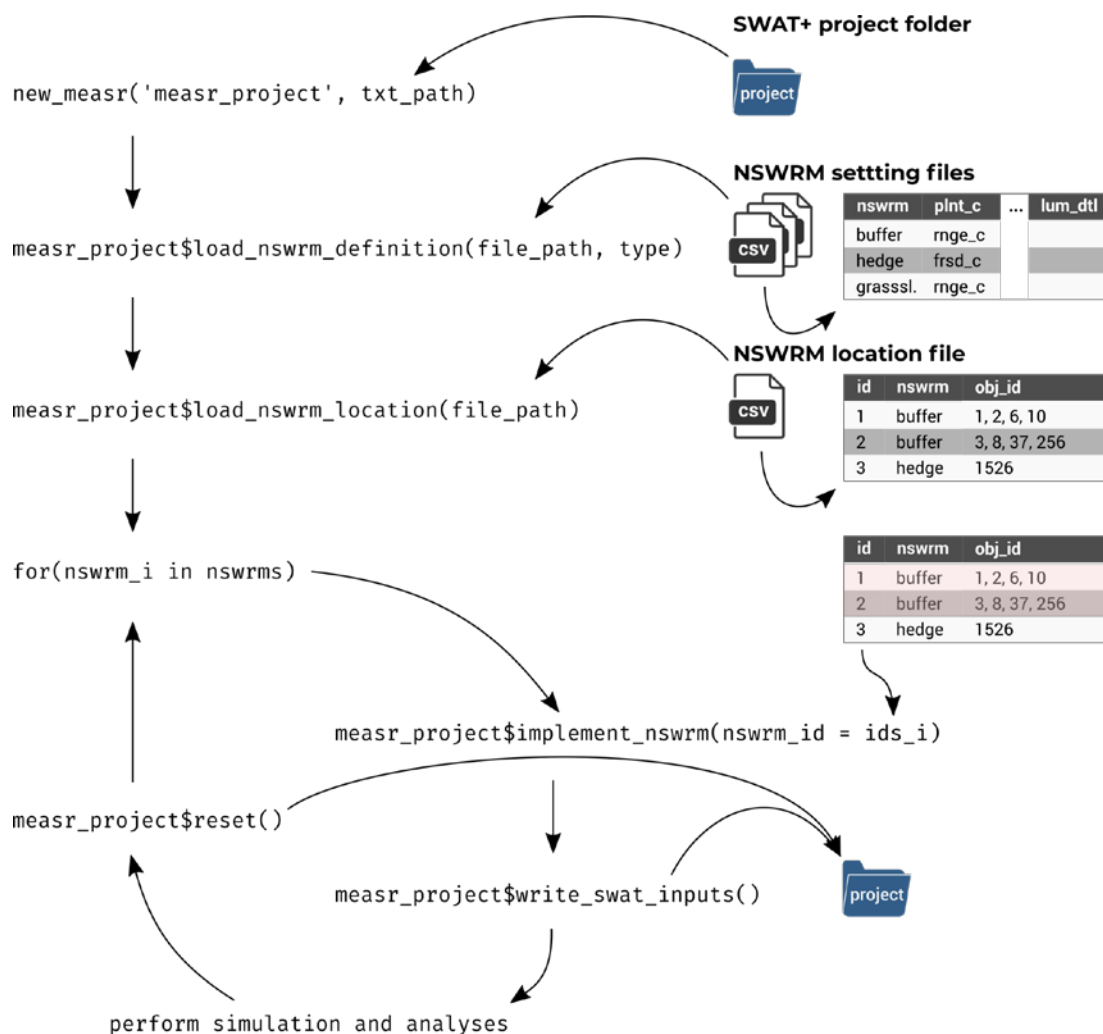 SWAT+ project folder
new_measr('measr_project', txt_path)
project
NSWRM settting files
nswrm plnt_c ... lum_dtl
buffer rnge_c
hedge frsd_c
grasssl. rnge_c
CSV
measr_project$load_nswrm_definition(file_path, type)
NSWRM location file
id nswrm obj_id
1 buffer 1, 2, 6, 10
2 buffer 3, 8, 37, 256
3 hedge 1526
CSV
measr_project$load_nswrm_location(file_path)
for(nswrm_i in nswrms)
id nswrm obj_id
1 buffer 1, 2, 6, 10
2 buffer 3, 8, 37, 256
3 hedge 1526
measr_project$implement_nswrm(nswrm_id = ids_i)
measr_project$reset()
measr_project$write_swat_inputs()
project
perform simulation and analyses